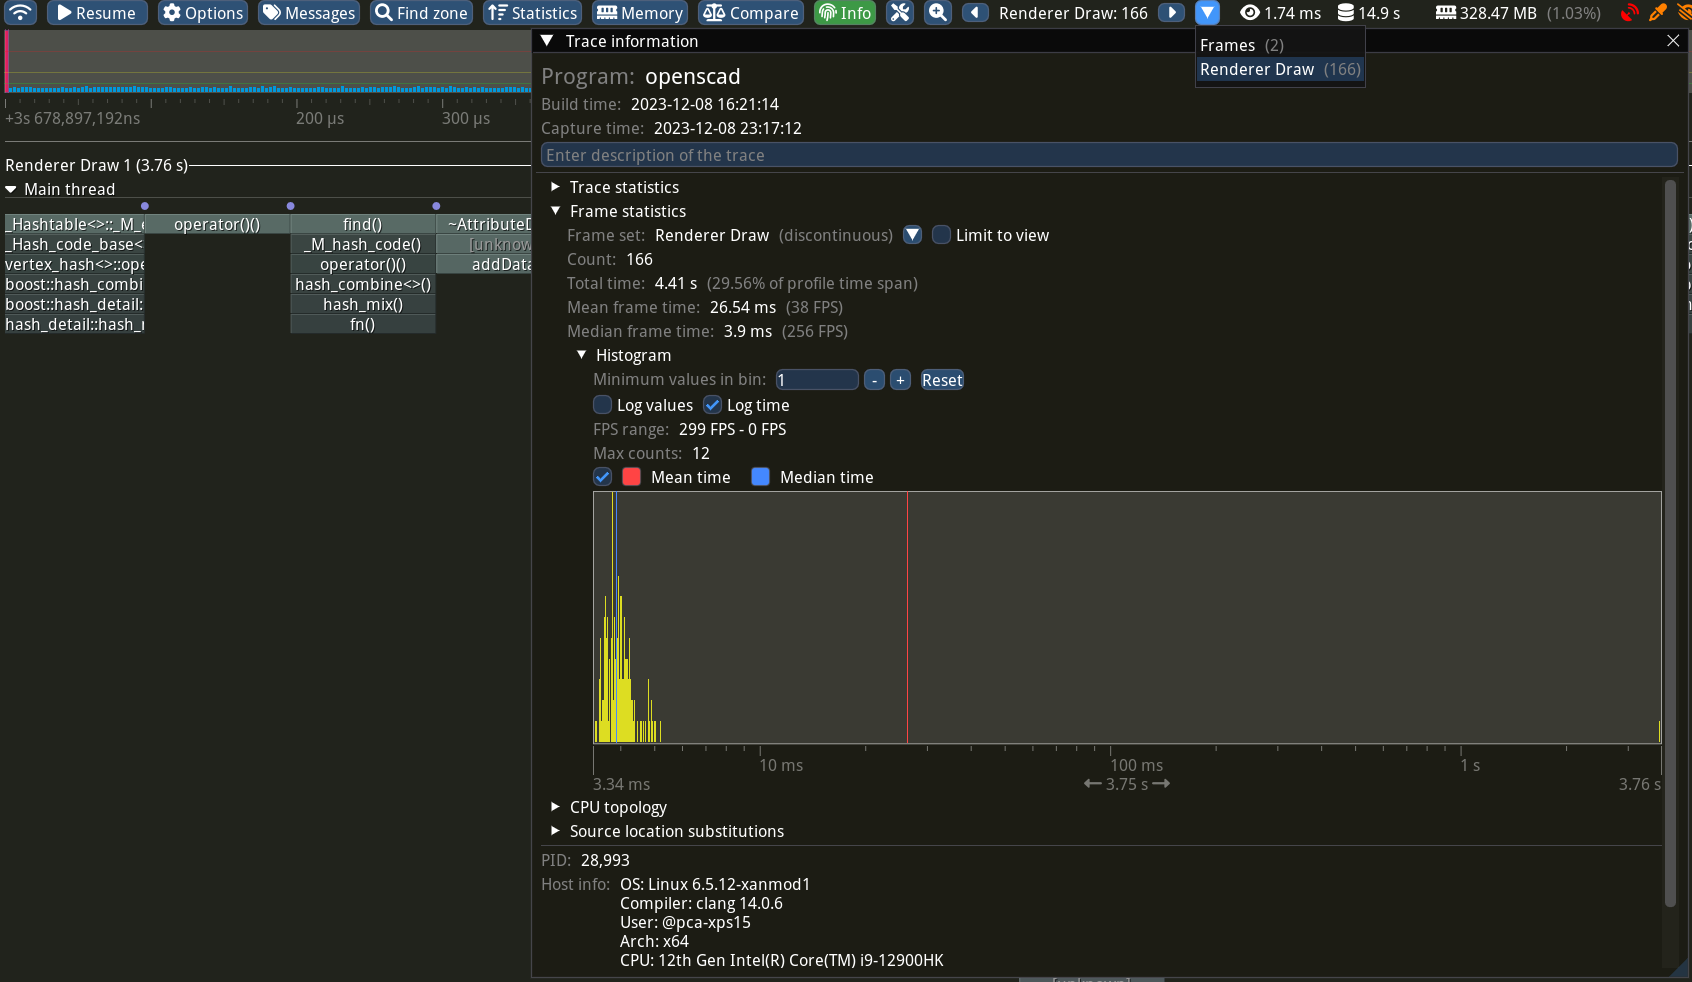 Resume Options Messages Find zone Statistics Memory Compare Info Renderer Draw: 166 1.74 ms 14.9 s 328.47 MB (1.03%)
Frames (2)
Renderer Draw (166)
+3s 678,897,192ns 200 µs 300 µs
Renderer Draw 1 (3.76 s)
Main thread
_Hashtable<>::_M_ operator()() find() ~Attribute
_Hash_code_base< _M_hash_code() [unknow
vertex_hash<>::ope operator()() addData
boost::hash_combi hash_combine<>()
boost::hash_detail: hash_mix()
hash_detail::hash_ fn()
Trace information
Program: openscad
Build time: 2023-12-08 16:21:14
Capture time: 2023-12-08 23:17:12
Enter description of the trace
Trace statistics
Frame statistics
Frame set: Renderer Draw (discontinuous) Limit to view
Count: 166
Total time: 4.41 s (29.56% of profile time span)
Mean frame time: 26.54 ms (38 FPS)
Median frame time: 3.9 ms (256 FPS)
Histogram
Minimum values in bin: 1 - + Reset
Log values Log time
FPS range: 299 FPS - 0 FPS
Max counts: 12
Mean time Median time
10 ms 100 ms 1 s
3.34 ms 3.75 s 3.76 s
CPU topology
Source location substitutions
PID: 28,993
Host info: OS: Linux 6.5.12-xanmod1
Compiler: clang 14.0.6
User: @pca-xps15
Arch: x64
CPU: 12th Gen Intel(R) Core(TM) i9-12900HK